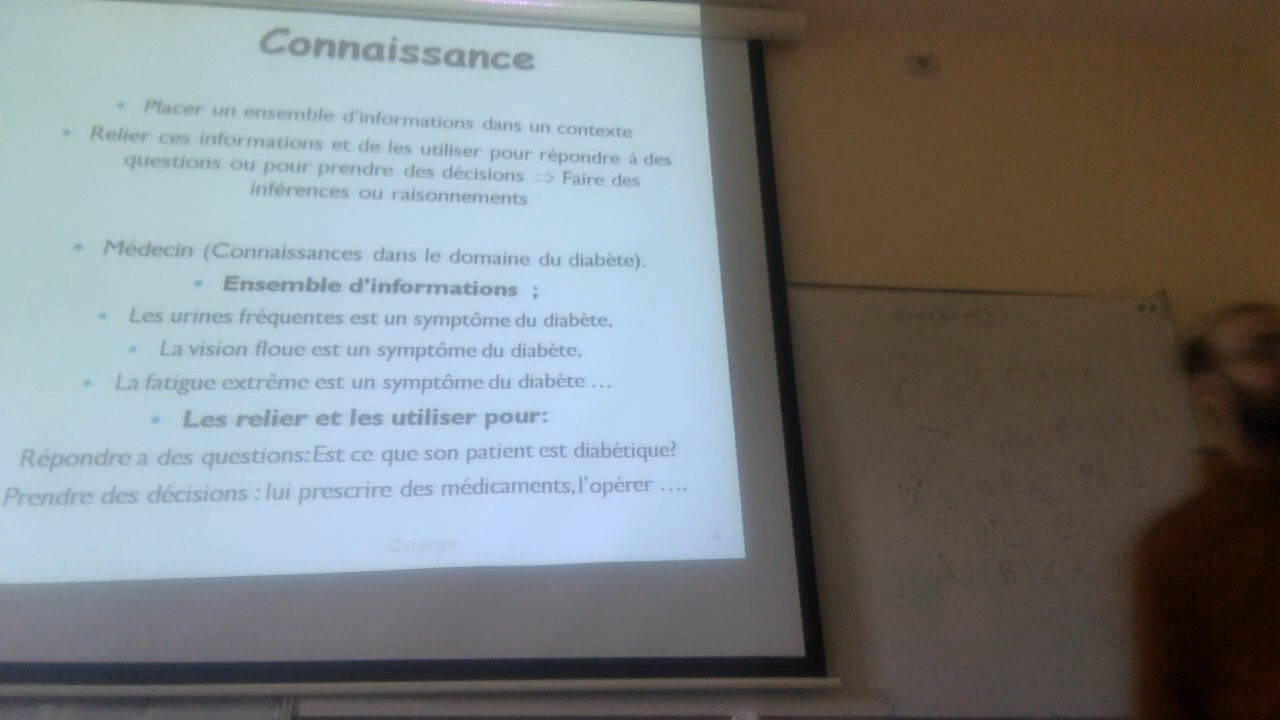 Connaissance
• Placer un ensemble d'informations dans un contexte
• Relier ces informations et de les utiliser pour répondre à des
questions ou pour prendre des décisions ⇒ Faire des
inférences ou raisonnements
• Médecin (Connaissances dans le domaine du diabète).
• Ensemble d'informations ;
• Les urines fréquentes est un symptôme du diabète.
• La vision floue est un symptôme du diabète.
• La fatigue extrême est un symptôme du diabète ...
• Les relier et les utiliser pour:
Répondre a des questions: Est ce que son patient est diabétique?
Prendre des décisions : lui prescrire des médicaments, l'opérer ....
Ontologie
16